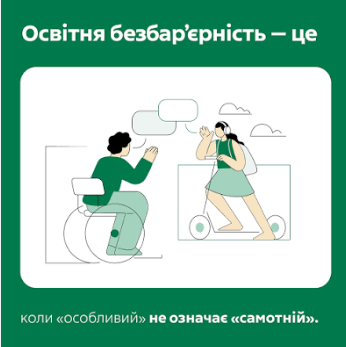 Освітня безбар’єрність — це
коли «особливий» не означає «самотній».